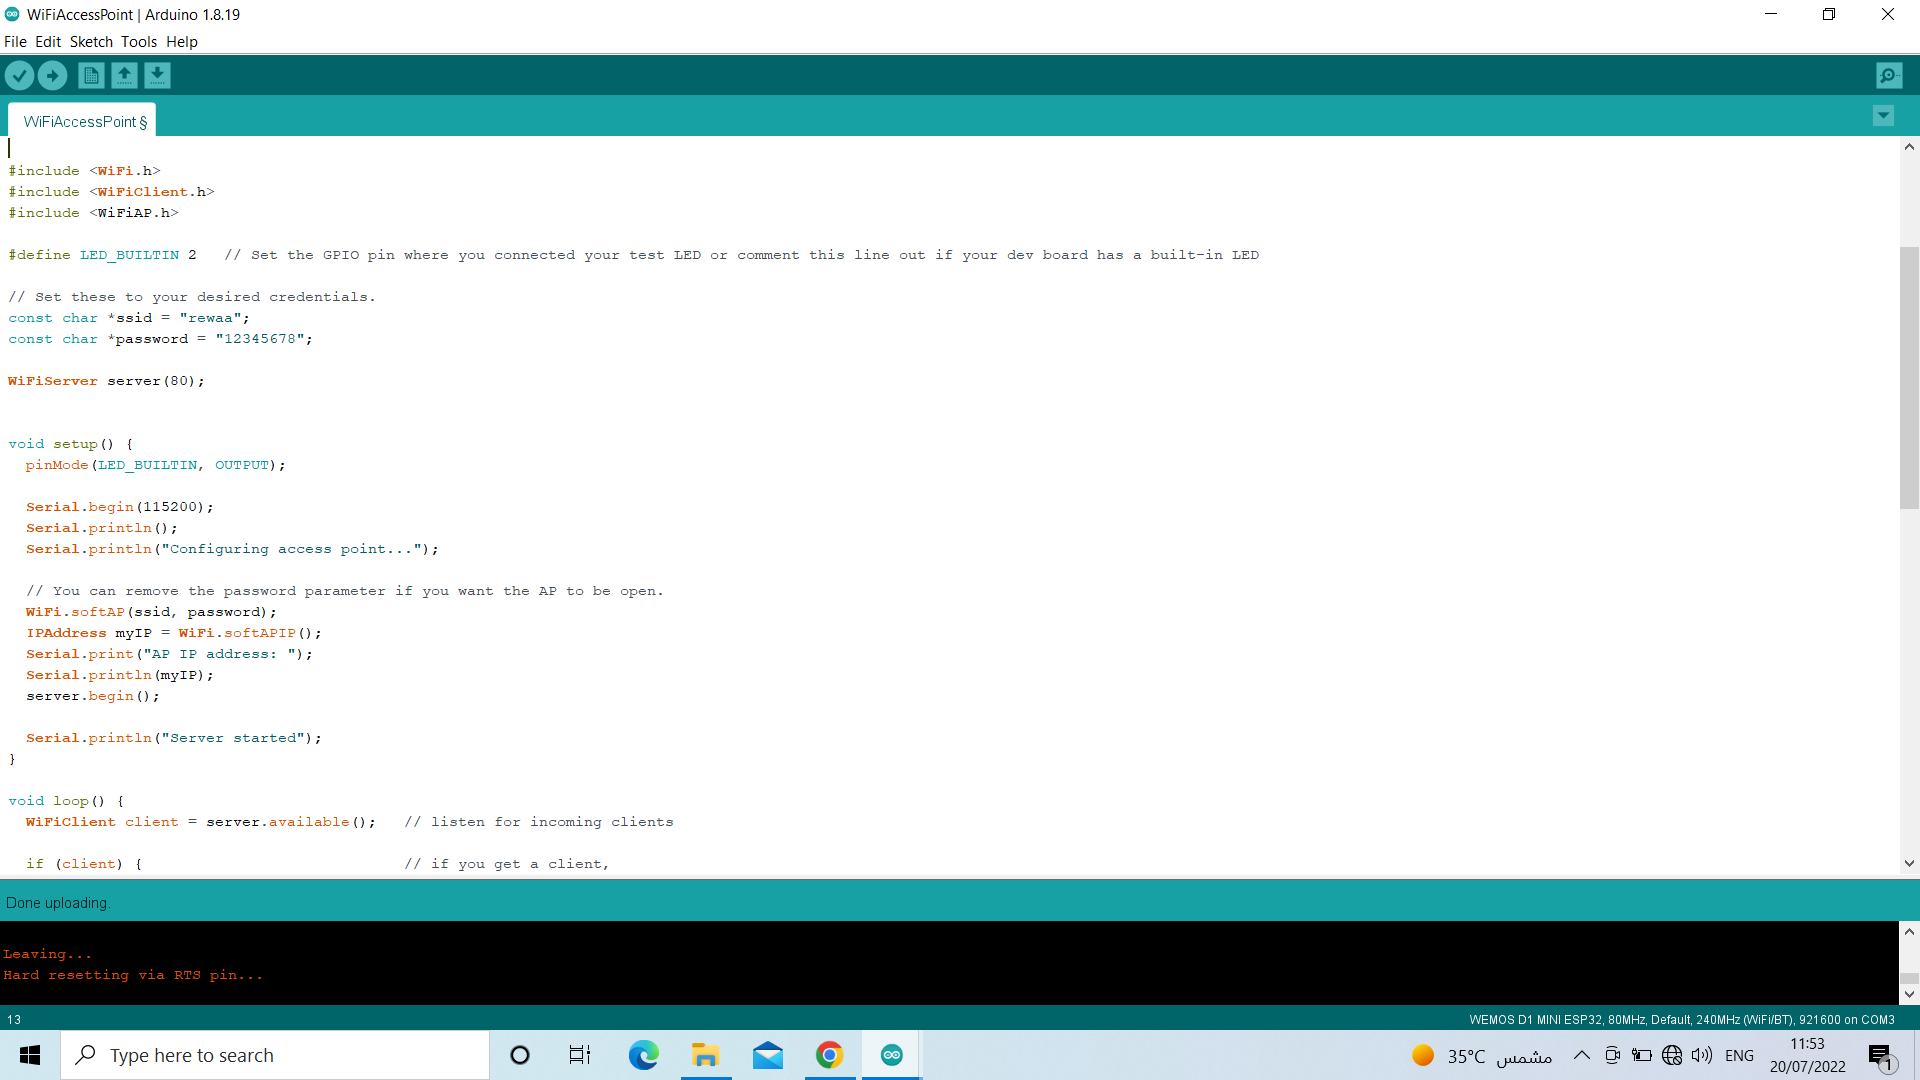 WiFiAccessPoint | Arduino 1.8.19
File Edit Sketch Tools Help
WiFiAccessPoint §
#include <WiFi.h>
#include <WiFiClient.h>
#include <WiFiAP.h>
#define LED_BUILTIN 2   // Set the GPIO pin where you connected your test LED or comment this line out if your dev board has a built-in LED
// Set these to your desired credentials.
const char *ssid = "rewaa";
const char *password = "12345678";
WiFiServer server(80);
void setup() {
  pinMode(LED_BUILTIN, OUTPUT);
  Serial.begin(115200);
  Serial.println();
  Serial.println("Configuring access point...");
  // You can remove the password parameter if you want the AP to be open.
  WiFi.softAP(ssid, password);
  IPAddress myIP = WiFi.softAPIP();
  Serial.print("AP IP address: ");
  Serial.println(myIP);
  server.begin();
  Serial.println("Server started");
}
void loop() {
  WiFiClient client = server.available();   // listen for incoming clients
  if (client) {                             // if you get a client,
Done uploading.
Leaving...
Hard resetting via RTS pin...
13
WEMOS D1 MINI ESP32, 80MHz, Default, 240MHz (WiFi/BT), 921600 on COM3
Type here to search
35°C مشمس
ENG
11:53
20/07/2022
1